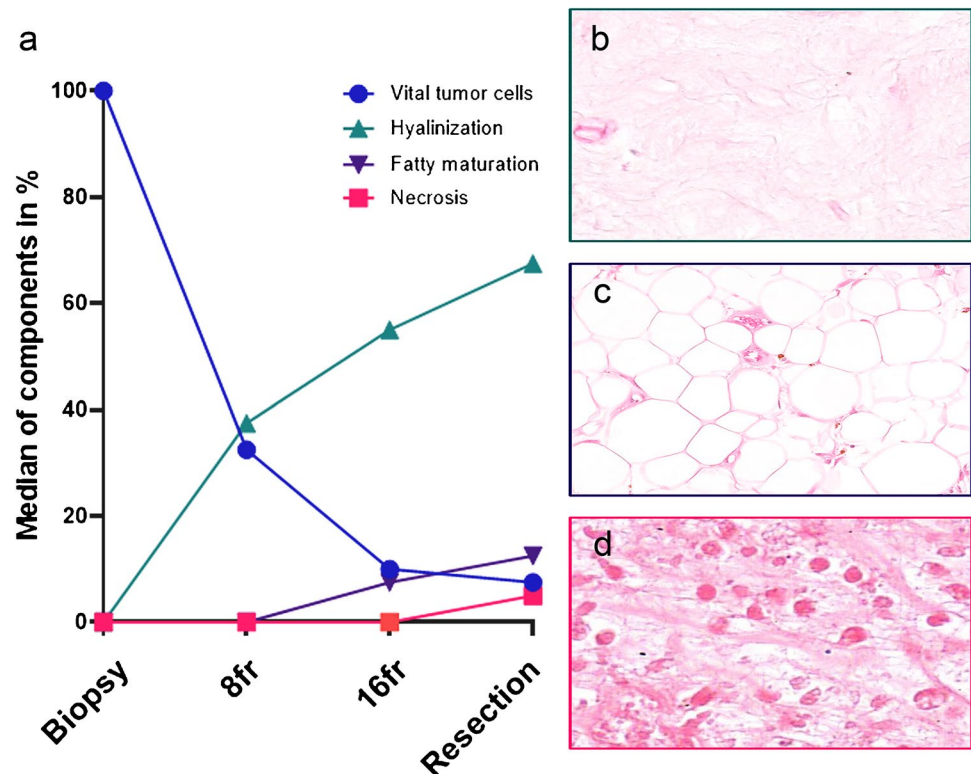 a
Median of components in %
100
80
60
40
20
0
Biopsy
8fr
16fr
Resection
Vital tumor cells
Hyalinization
Fatty maturation
Necrosis
b
c
d